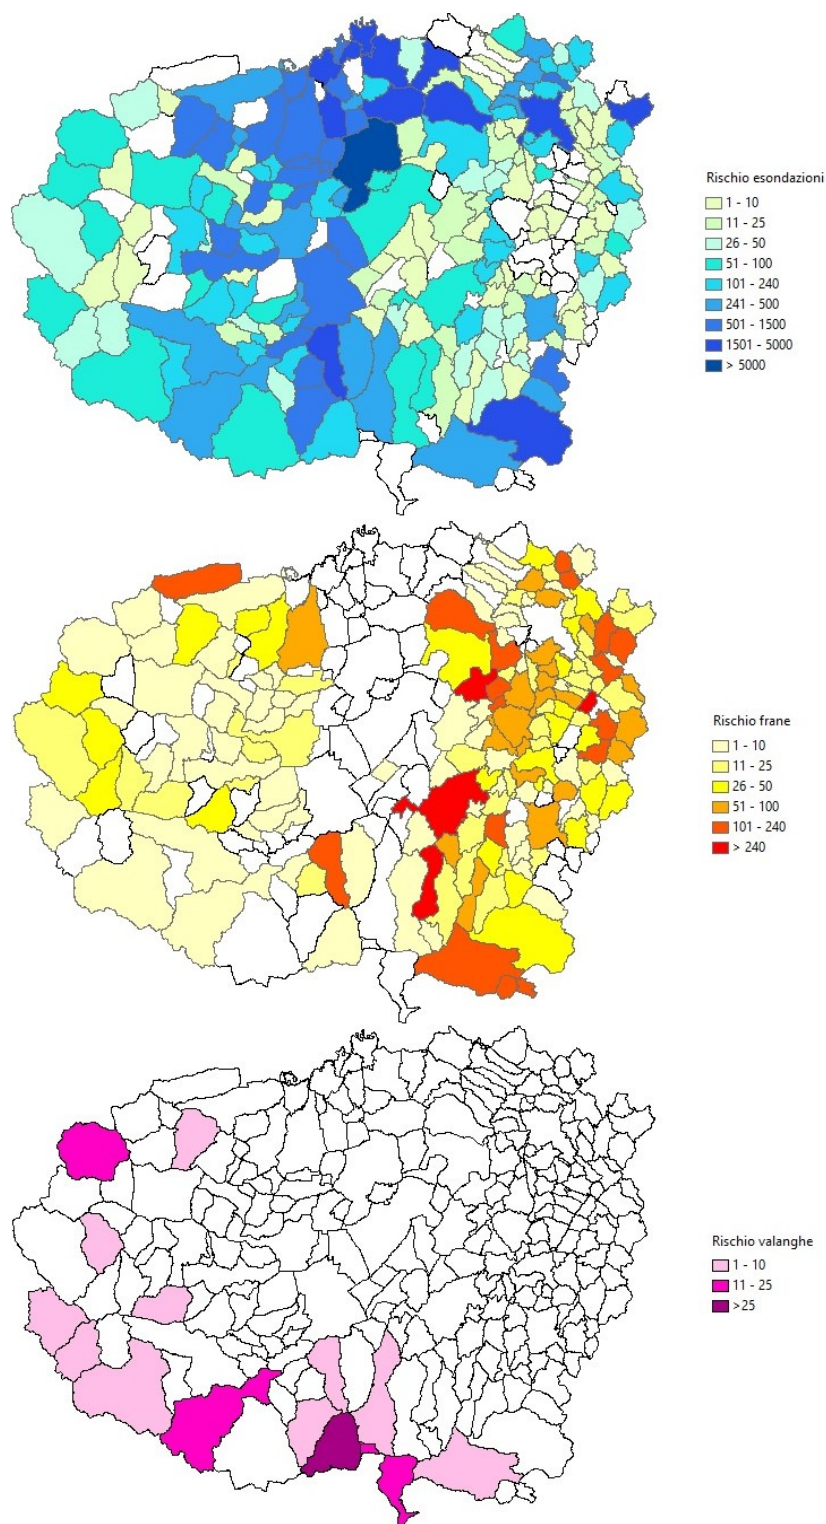 Rischio esondazioni
1 - 10
11 - 25
26 - 50
51 - 100
101 - 240
241 - 500
501 - 1500
1501 - 5000
> 5000
Rischio frane
1 - 10
11 - 25
26 - 50
51 - 100
101 - 240
> 240
Rischio valanghe
1 - 10
11 - 25
>25